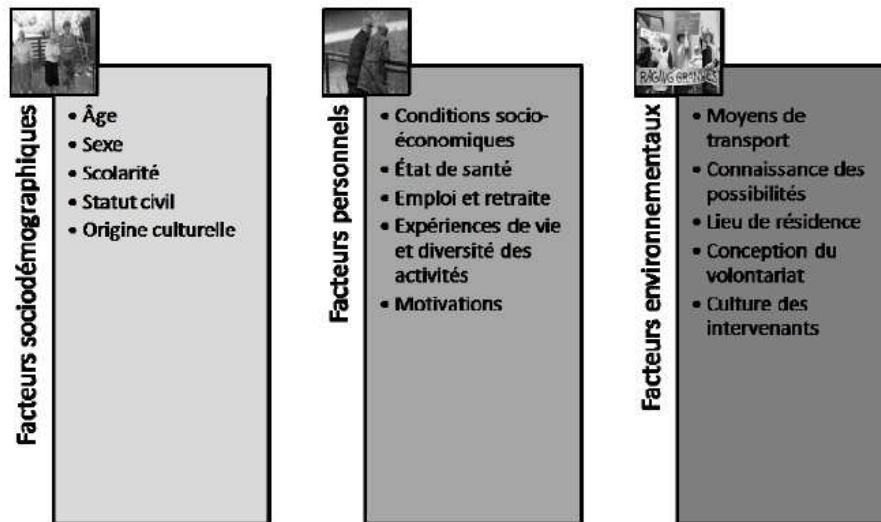 Facteurs sociodémographiques
• Âge
• Sexe
• Scolarité
• Statut civil
• Origine culturelle
Facteurs personnels
• Conditions socio-
économiques
• État de santé
• Emploi et retraite
• Expériences de vie
et diversité des
activités
• Motivations
RAGING GRANNIES
Facteurs environnementaux
• Moyens de
transport
• Connaissance des
possibilités
• Lieu de résidence
• Conception du
volontariat
• Culture des
intervenants